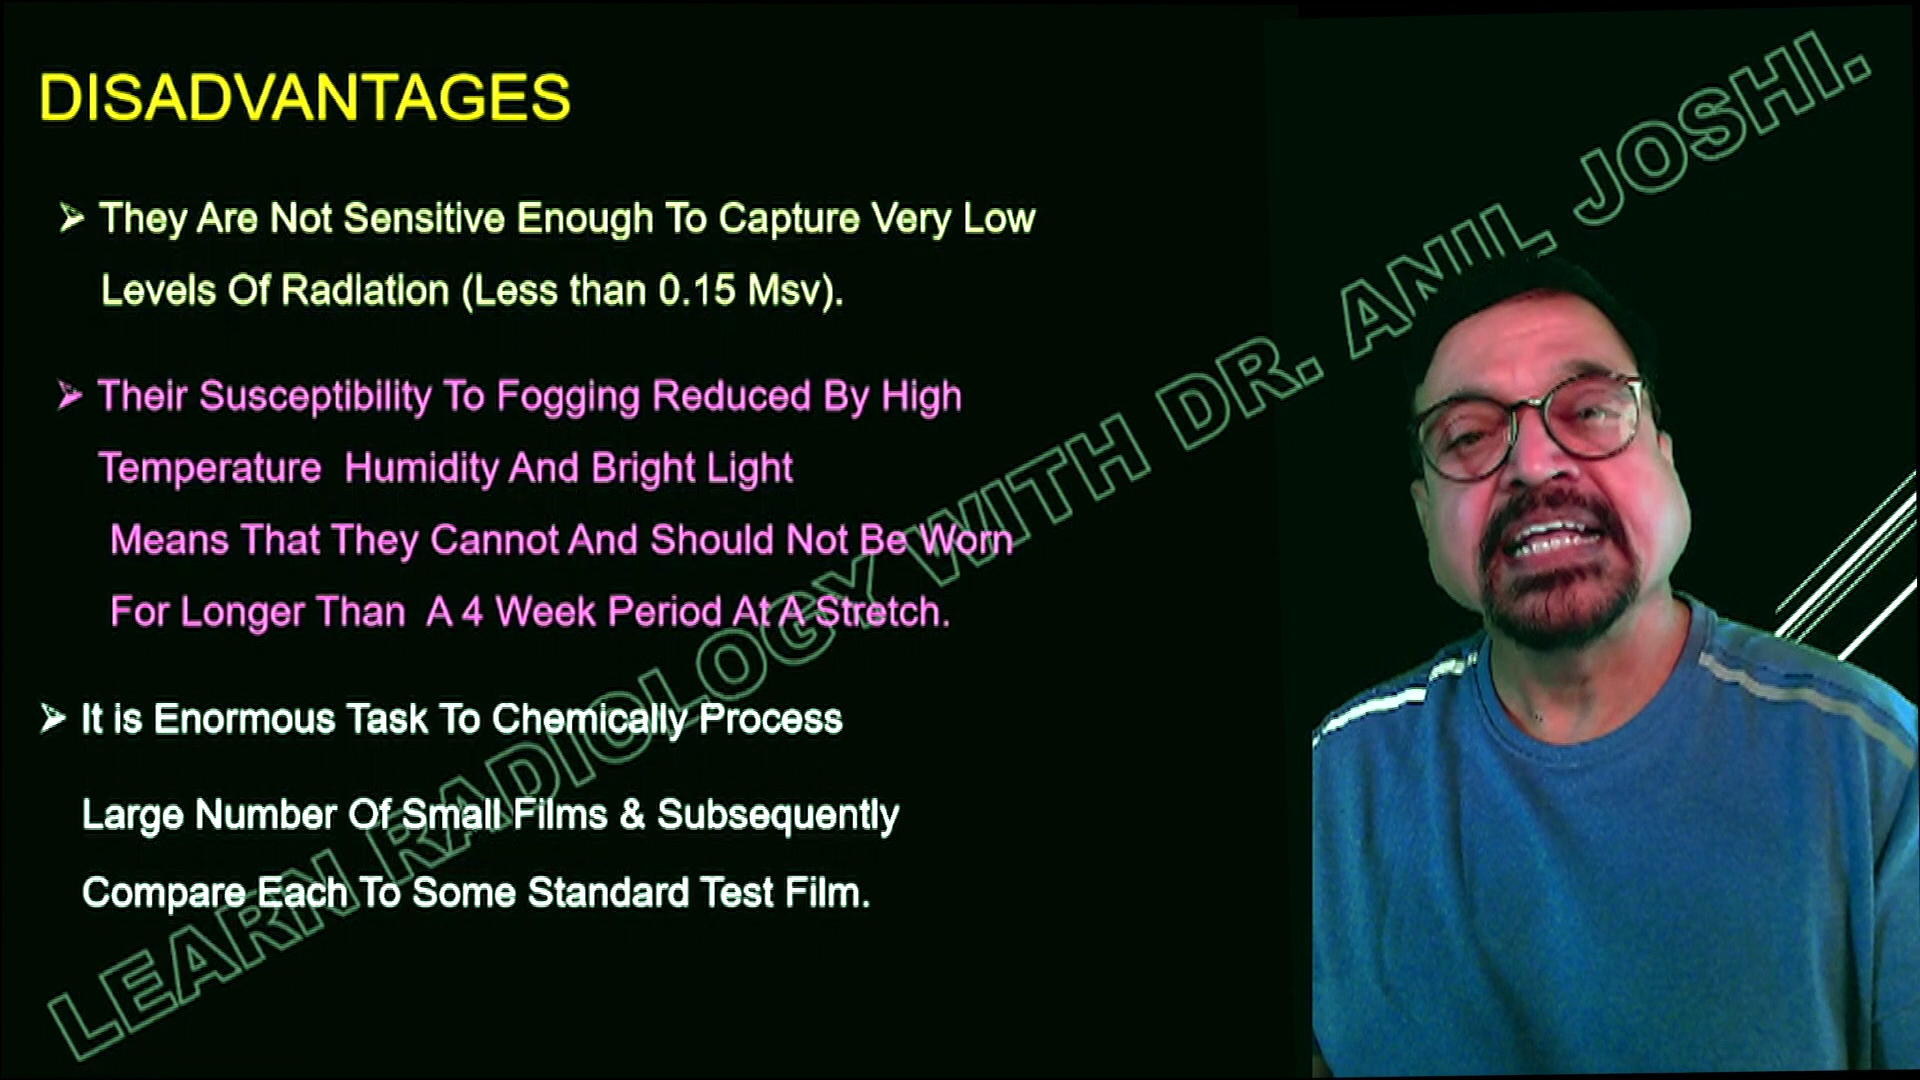 DISADVANTAGES
➢ They Are Not Sensitive Enough To Capture Very Low
Levels Of Radiation (Less than 0.15 Msv).
➢ Their Susceptibility To Fogging Reduced By High
Temperature Humidity And Bright Light
Means That They Cannot And Should Not Be Worn
For Longer Than A 4 Week Period At A Stretch.
➢ It is Enormous Task To Chemically Process
Large Number Of Small Films & Subsequently
Compare Each To Some Standard Test Film.
LEARN RADIOLOGY WITH DR. ANIL JOSHI.